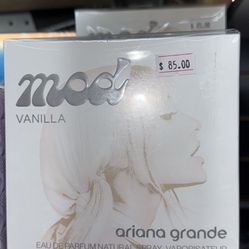 mod
$ 85.00
VANILLA
ariana grande
EAU DE PARFUM NATURAL SPRAY VAPORISATEUR